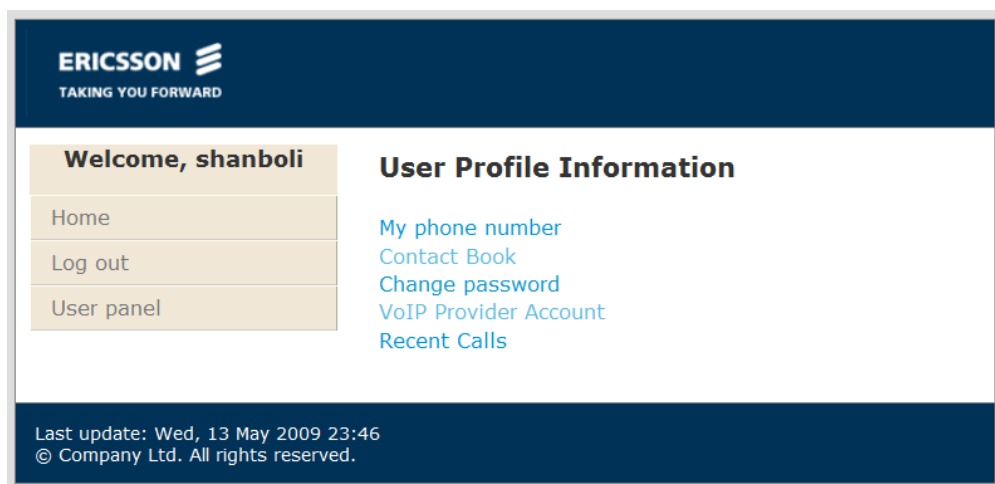 ERICSSON
TAKING YOU FORWARD
Welcome, shanboli
Home
Log out
User panel
User Profile Information
My phone number
Contact Book
Change password
VoIP Provider Account
Recent Calls
Last update: Wed, 13 May 2009 23:46
© Company Ltd. All rights reserved.